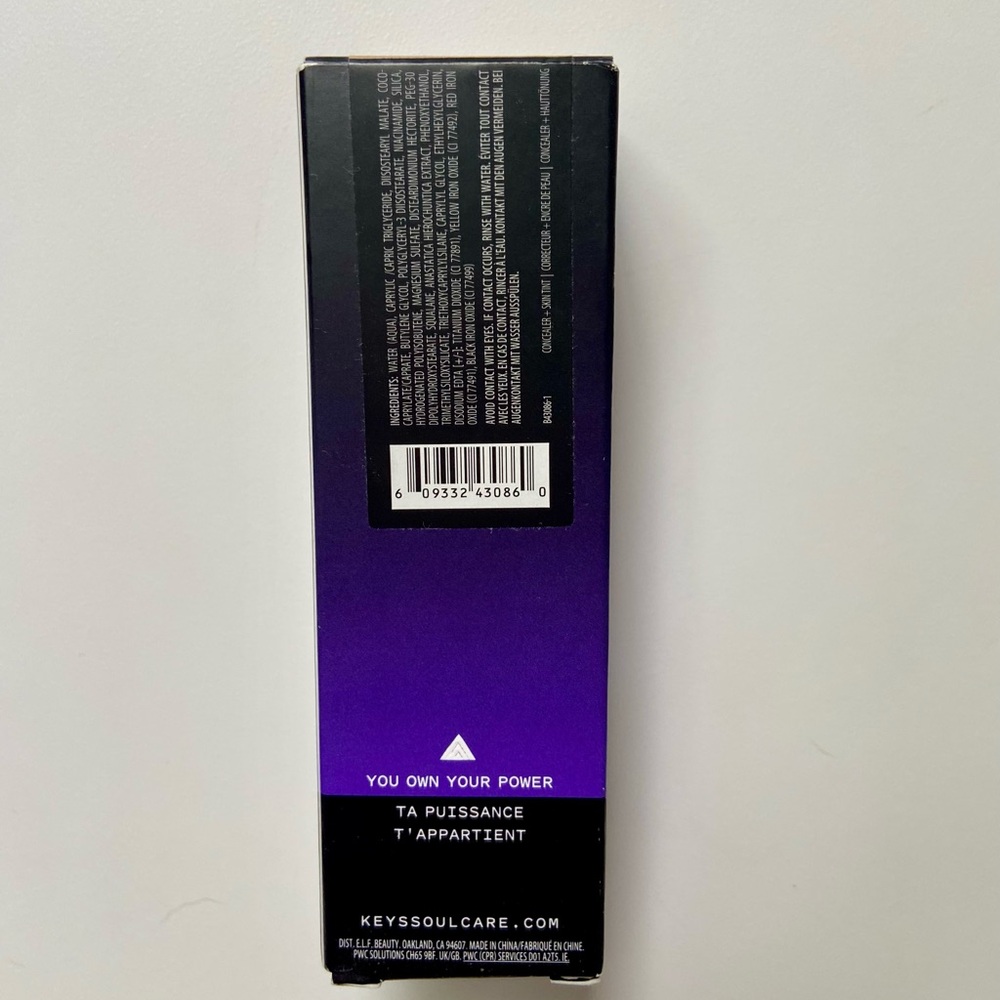 INGREDIENTS: WATER (AQUA), CAPRYLIC /CAPRIC TRIGLYCERIDE, DIISOSTEARYL MALATE, COCO-
CAPRYLATE/CAPRATE, BUTYLENE GLYCOL, POLYGLYCERYL-3 DIISOSTEARATE, NIACINAMIDE, SILICA,
HYDROGENATED POLYISOBUTENE, MAGNESIUM SULFATE, DISTEARDIMONIUM HECTORITE, PEG-30
DIPOLYHYDROXYSTEARATE, SQUALANE, ANASTATICA HIEROCHUNTICA EXTRACT, PHENOXYETHANOL,
TRIMETHYLSILOXYSILICATE, TRIETHOXYCAPRYLYLSILANE, CAPRYLYL GLYCOL, ETHYLHEXYLGLYCERIN,
DISODIUM EDTA [+/-]: TITANIUM DIOXIDE (CI 77891), YELLOW IRON OXIDE (CI 77492), RED IRON
OXIDE (CI 77491), BLACK IRON OXIDE (CI 77499)
AVOID CONTACT WITH EYES. IF CONTACT OCCURS, RINSE WITH WATER. ÉVITER TOUT CONTACT
AVEC LES YEUX. EN CAS DE CONTACT, RINCER À L'EAU. KONTAKT MIT DEN AUGEN VERMEIDEN. BEI
AUGENKONTAKT MIT WASSER AUSSPÜLEN.
B43086-1 CONCEALER + SKIN TINT | CORRECTEUR + ENCRE DE PEAU | CONCEALER + HAUTTÖNUNG
6 09332 43086 0
YOU OWN YOUR POWER
TA PUISSANCE
T'APPARTIENT
KEYSSOULCARE.COM
DIST. E.L.F. BEAUTY. OAKLAND, CA 94607. MADE IN CHINA/FABRIQUÉ EN CHINE.
PWC SOLUTIONS CH65 9BF. UK/GB. PWC (CPR) SERVICES D01 A2T5. IE.